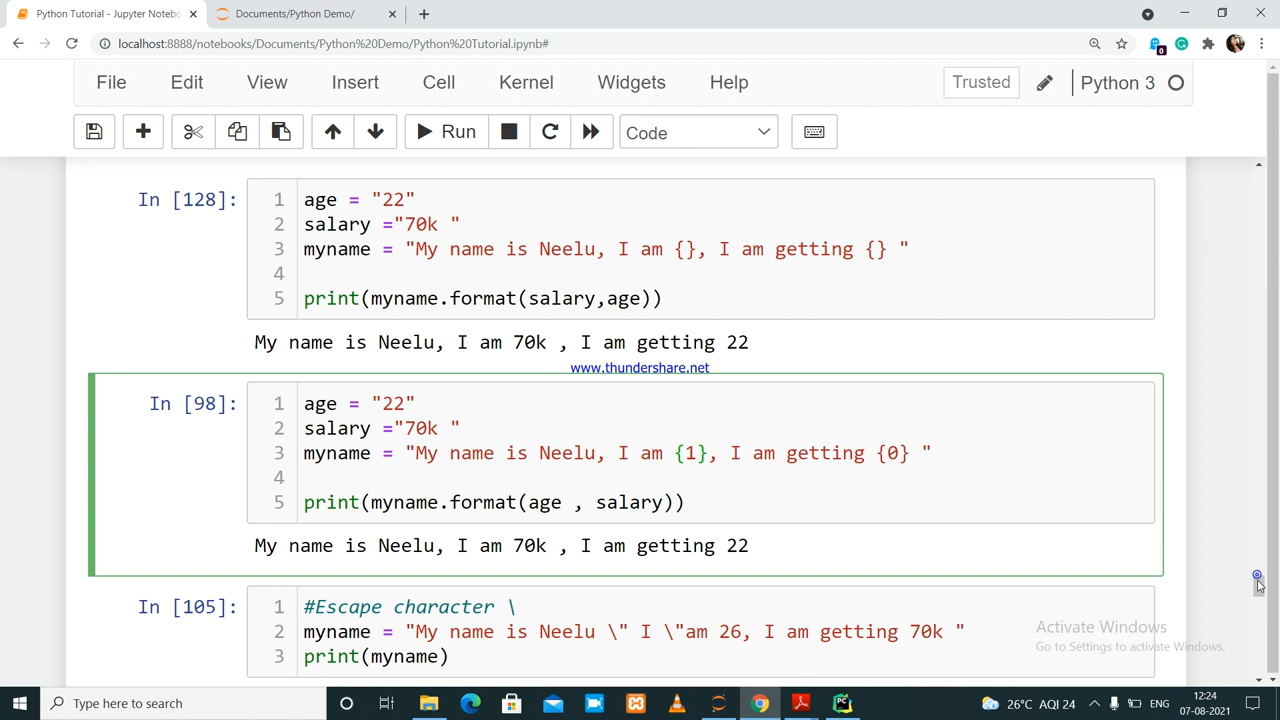 Python Tutorial - Jupyter Notebo
Documents/Python Demo/
localhost:8888/notebooks/Documents/Python%20Demo/Python%20Tutorial.ipynb#
File Edit View Insert Cell Kernel Widgets Help Trusted Python 3
Run Code
In [128]:
1 age = "22"
2 salary ="70k "
3 myname = "My name is Neelu, I am {}, I am getting {} "
4
5 print(myname.format(salary,age))
My name is Neelu, I am 70k , I am getting 22
www.thundershare.net
In [98]:
1 age = "22"
2 salary ="70k "
3 myname = "My name is Neelu, I am {1}, I am getting {0} "
4
5 print(myname.format(age , salary))
My name is Neelu, I am 70k , I am getting 22
In [105]:
1 #Escape character \
2 myname = "My name is Neelu \" I \"am 26, I am getting 70k "
3 print(myname)
Activate Windows
Go to Settings to activate Windows.
Type here to search
26°C AQI 24
ENG
12:24
07-08-2021